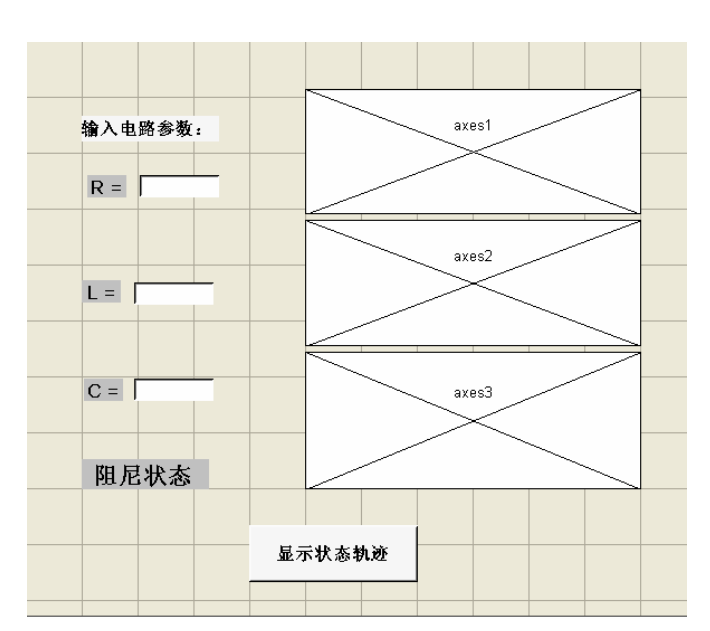 输入电路参数：
R =
L =
C =
阻尼状态
axes1
axes2
axes3
显示状态轨迹